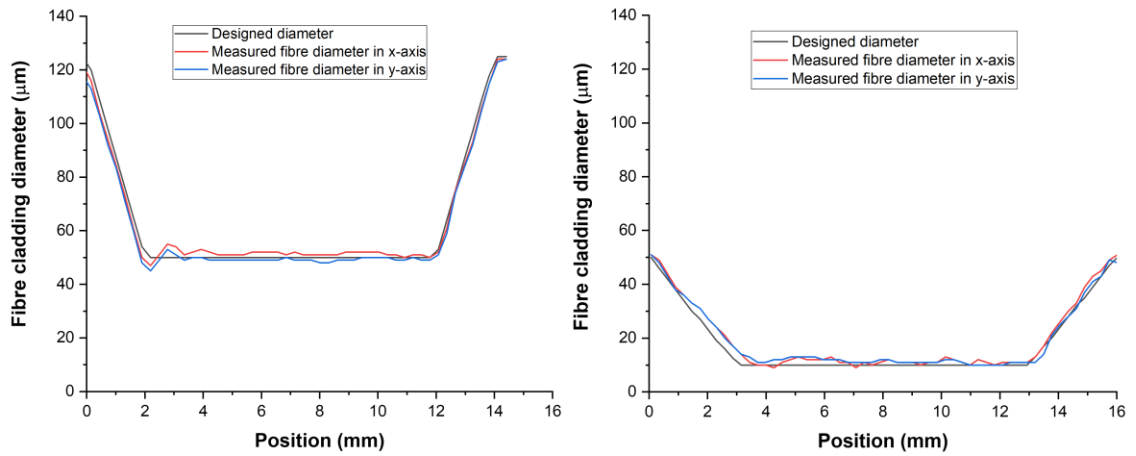 140
120
100
80
60
40
20
0
Fibre cladding diameter (μm)
Designed diameter
Measured fibre diameter in x-axis
Measured fibre diameter in y-axis
0 2 4 6 8 10 12 14 16
Position (mm)
140
120
100
80
60
40
20
0
Fibre cladding diameter (μm)
Designed diameter
Measured fibre diameter in x-axis
Measured fibre diameter in y-axis
0 2 4 6 8 10 12 14 16
Position (mm)